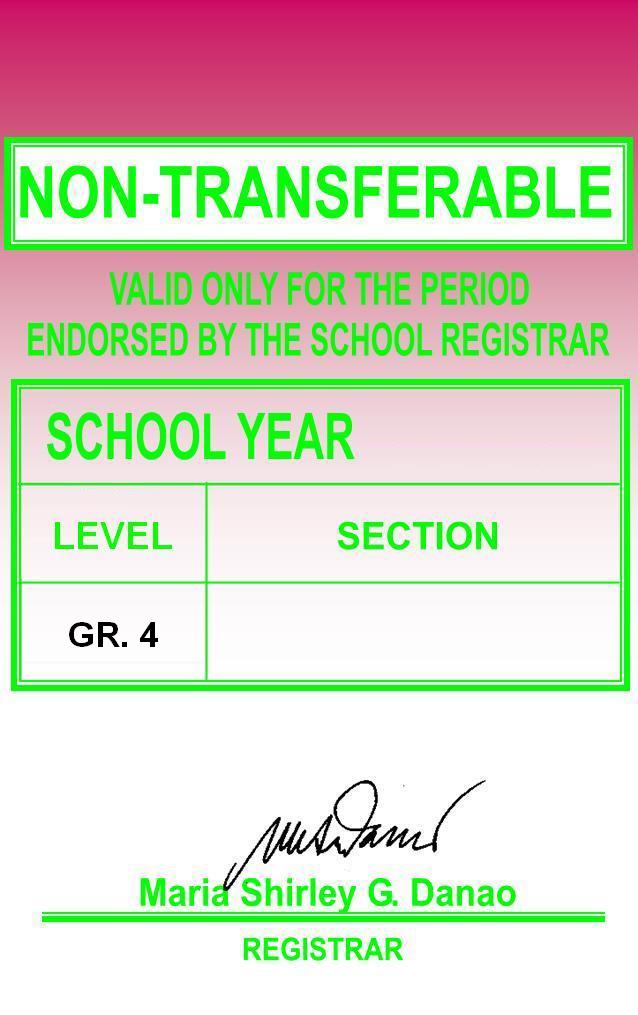 NON-TRANSFERABLE
VALID ONLY FOR THE PERIOD
ENDORSED BY THE SCHOOL REGISTRAR
SCHOOL YEAR
LEVEL SECTION
GR. 4
Maria Shirley G. Danao
REGISTRAR